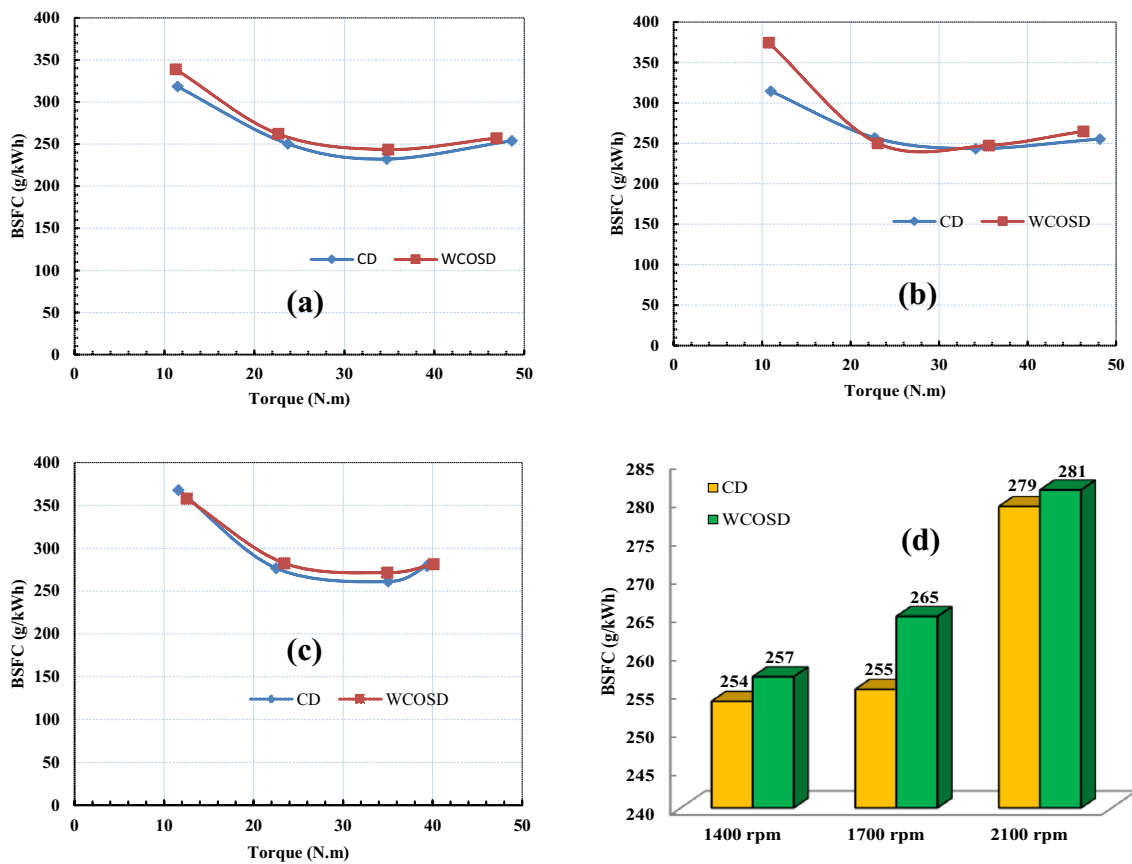 400
350
300
250
200
150
100
50
0
BSFC (g/kWh)
CD WCOSD
(a)
0 10 20 30 40 50
Torque (N.m)
400
350
300
250
200
150
100
50
0
BSFC (g/kWh)
CD WCOSD
(b)
0 10 20 30 40 50
Torque (N.m)
400
350
300
250
200
150
100
50
0
BSFC (g/kWh)
(c)
CD WCOSD
0 10 20 30 40 50
Torque (N.m)
285
280
275
270
265
260
255
250
245
240
BSFC (g/kWh)
CD
WCOSD
(d)
254 257 255 265 279 281
1400 rpm 1700 rpm 2100 rpm